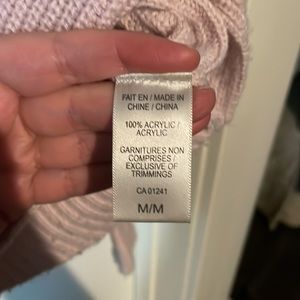 FAIT EN / MADE IN
CHINE / CHINA
100% ACRYLIC /
ACRYLIC
GARNITURES NON
COMPRISES /
EXCLUSIVE OF
TRIMMINGS
CA 01241
M/M